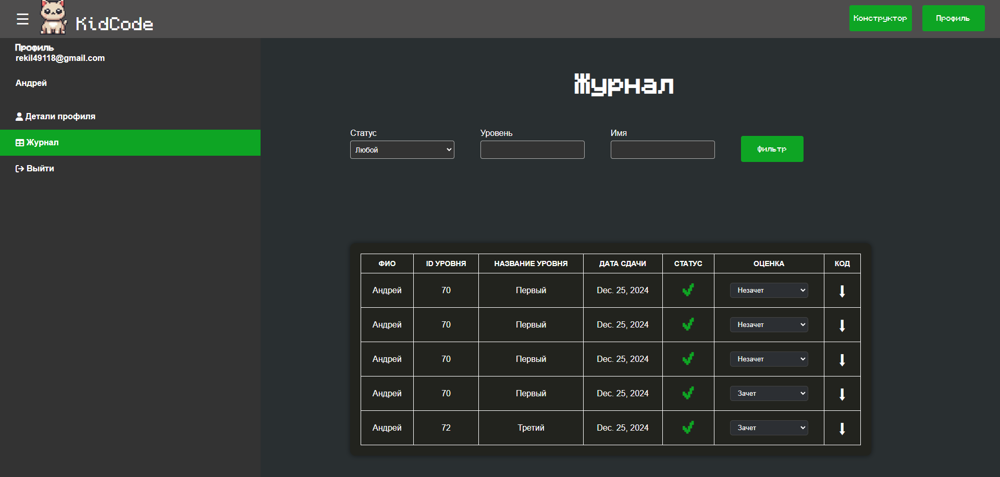 KidCode
Конструктор
Профиль
Профиль
rekil49118@gmail.com
Андрей
Детали профиля
Журнал
Выйти
Журнал
Статус
Уровень
Имя
Любой
Фильтр
ФИО ID УРОВНЯ НАЗВАНИЕ УРОВНЯ ДАТА СДАЧИ СТАТУС ОЦЕНКА КОД
Андрей 70 Первый Dec. 25, 2024 Незачет
Андрей 70 Первый Dec. 25, 2024 Незачет
Андрей 70 Первый Dec. 25, 2024 Незачет
Андрей 70 Первый Dec. 25, 2024 Зачет
Андрей 72 Третий Dec. 25, 2024 Зачет